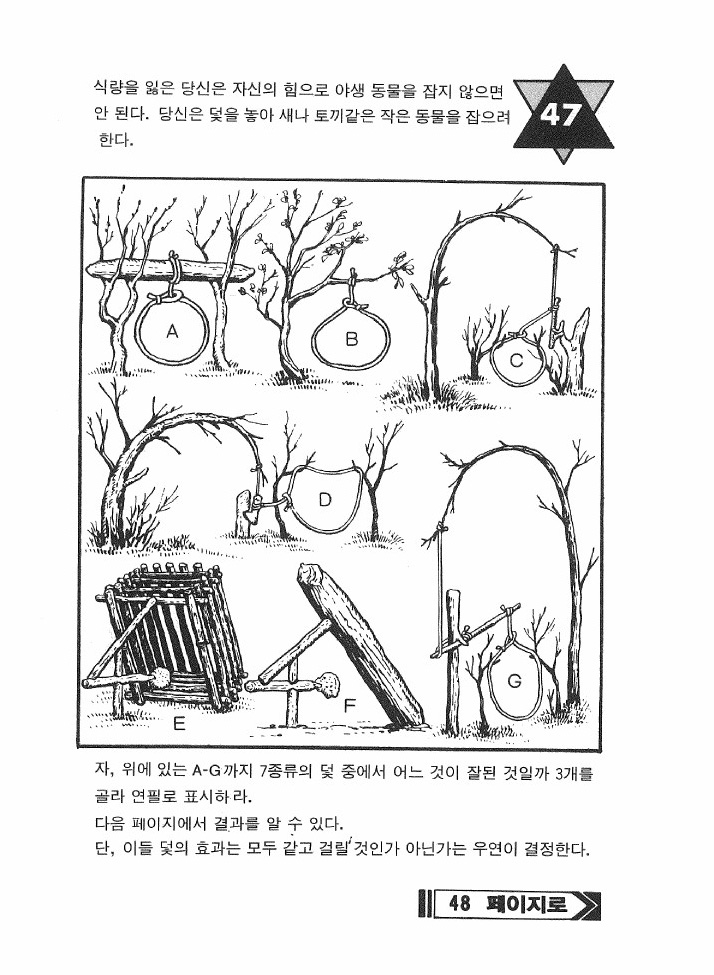 식량을 잃은 당신은 자신의 힘으로 야생 동물을 잡지 않으면
안 된다. 당신은 덫을 놓아 새나 토끼같은 작은 동물을 잡으려
한다.
47
A
B
C
D
E
F
G
자, 위에 있는 A-G까지 7종류의 덫 중에서 어느 것이 잘된 것일까 3개를
골라 연필로 표시하라.
다음 페이지에서 결과를 알 수 있다.
단, 이들 덫의 효과는 모두 같고 걸릴 것인가 아닌가는 우연이 결정한다.
48 페이지로